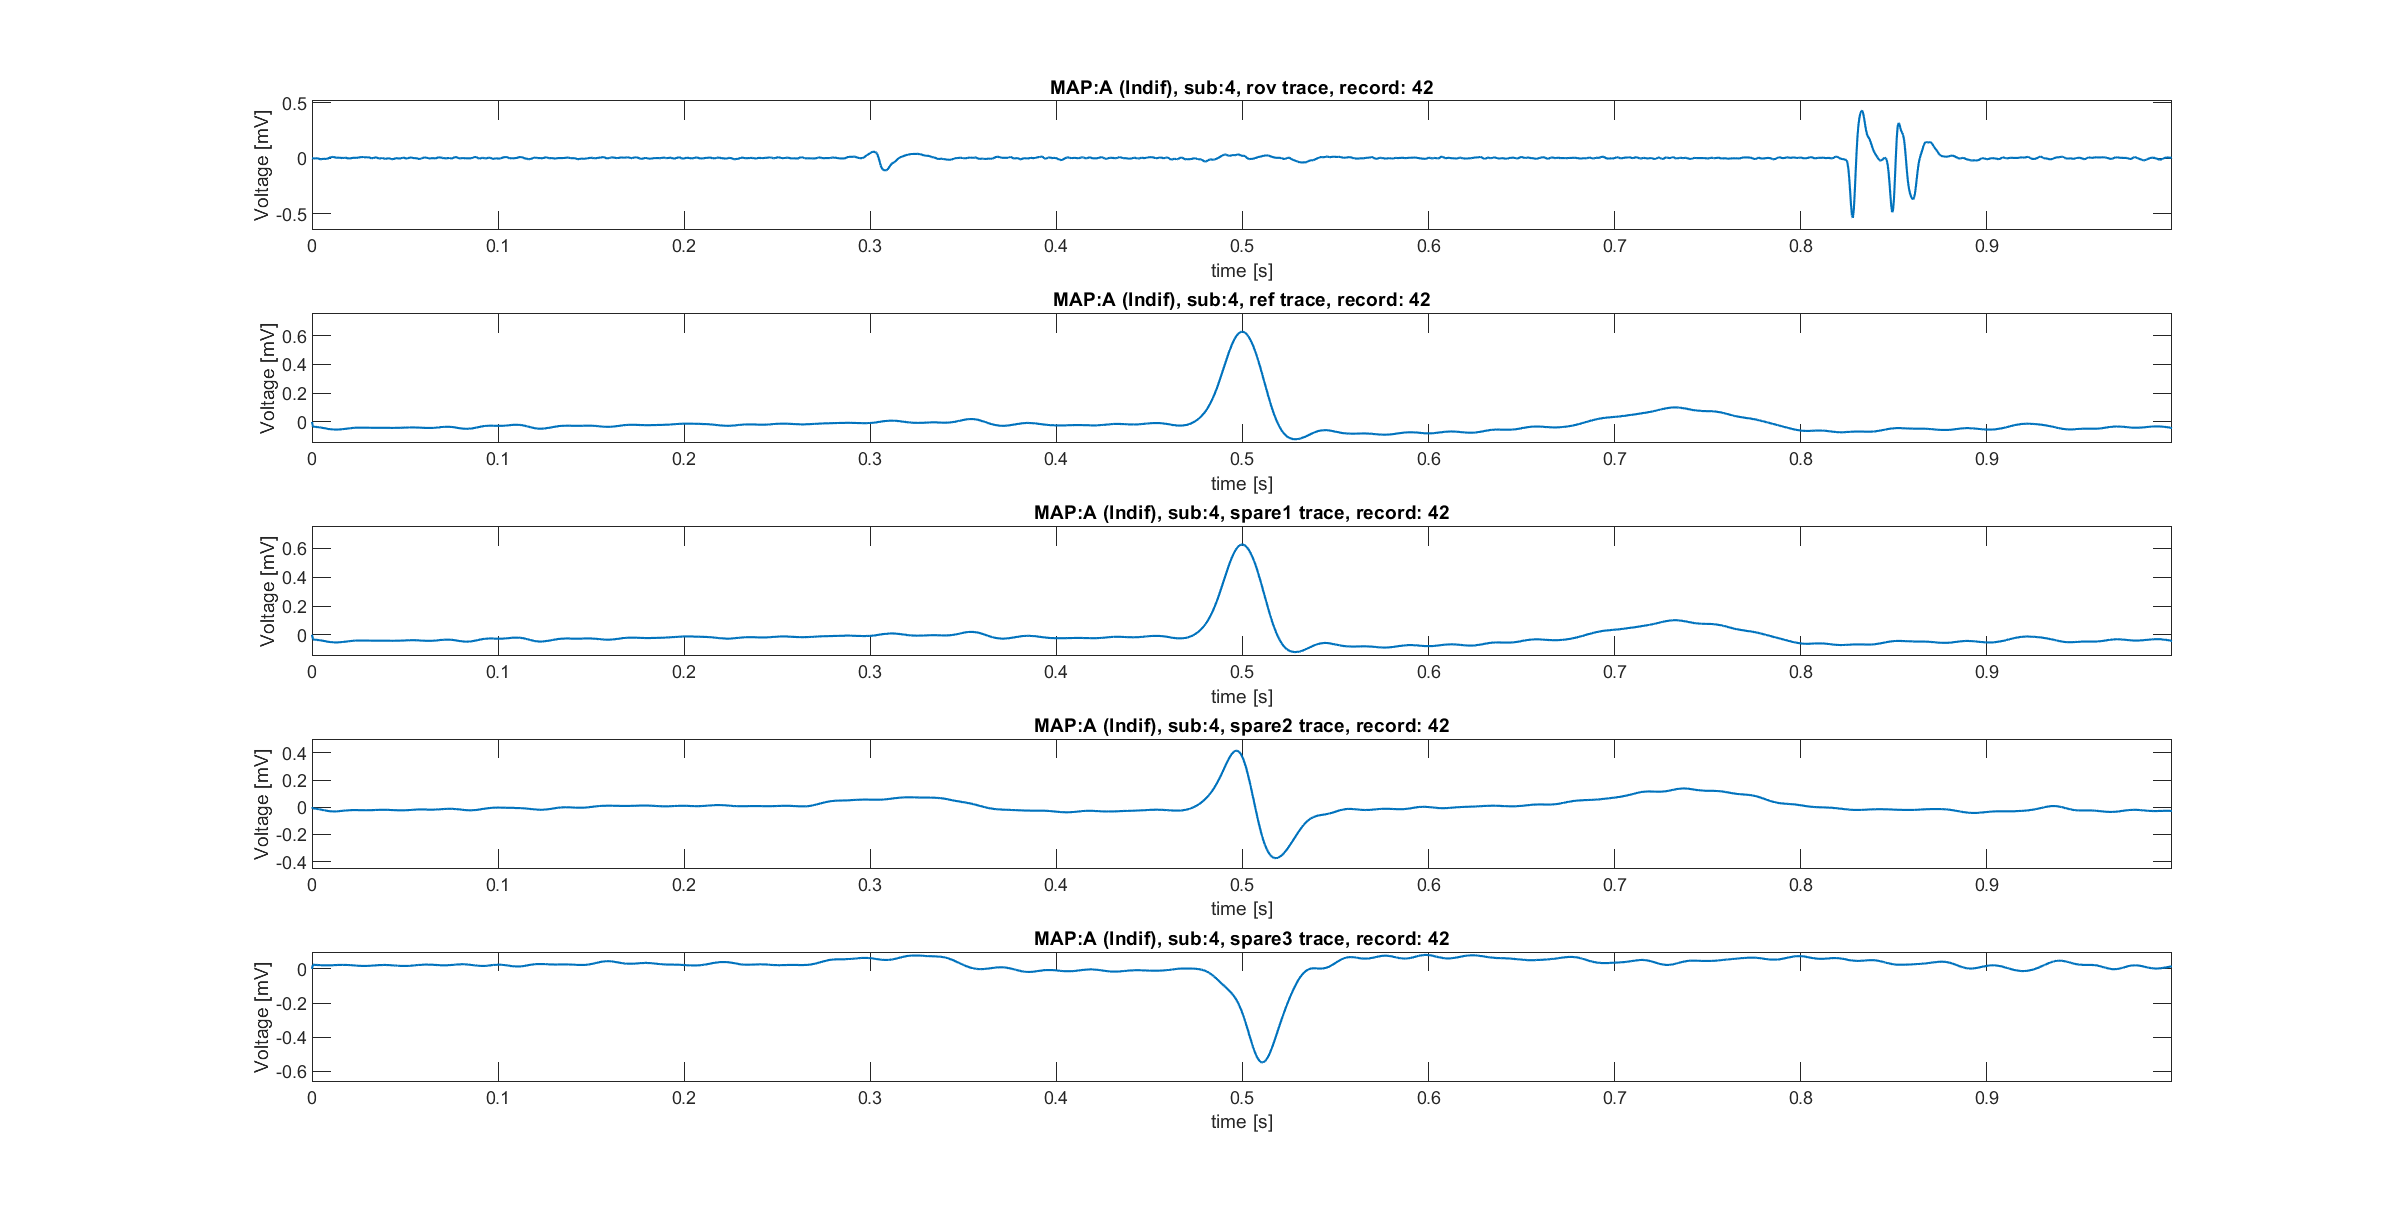 MAP:A (Indif), sub:4, rov trace, record: 42
Voltage [mV]
0.5
0
-0.5
0 0.1 0.2 0.3 0.4 0.5 0.6 0.7 0.8 0.9
time [s]
MAP:A (Indif), sub:4, ref trace, record: 42
Voltage [mV]
0.6
0.4
0.2
0
0 0.1 0.2 0.3 0.4 0.5 0.6 0.7 0.8 0.9
time [s]
MAP:A (Indif), sub:4, spare1 trace, record: 42
Voltage [mV]
0.6
0.4
0.2
0
0 0.1 0.2 0.3 0.4 0.5 0.6 0.7 0.8 0.9
time [s]
MAP:A (Indif), sub:4, spare2 trace, record: 42
Voltage [mV]
0.4
0.2
0
-0.2
-0.4
0 0.1 0.2 0.3 0.4 0.5 0.6 0.7 0.8 0.9
time [s]
MAP:A (Indif), sub:4, spare3 trace, record: 42
Voltage [mV]
0
-0.2
-0.4
-0.6
0 0.1 0.2 0.3 0.4 0.5 0.6 0.7 0.8 0.9
time [s]